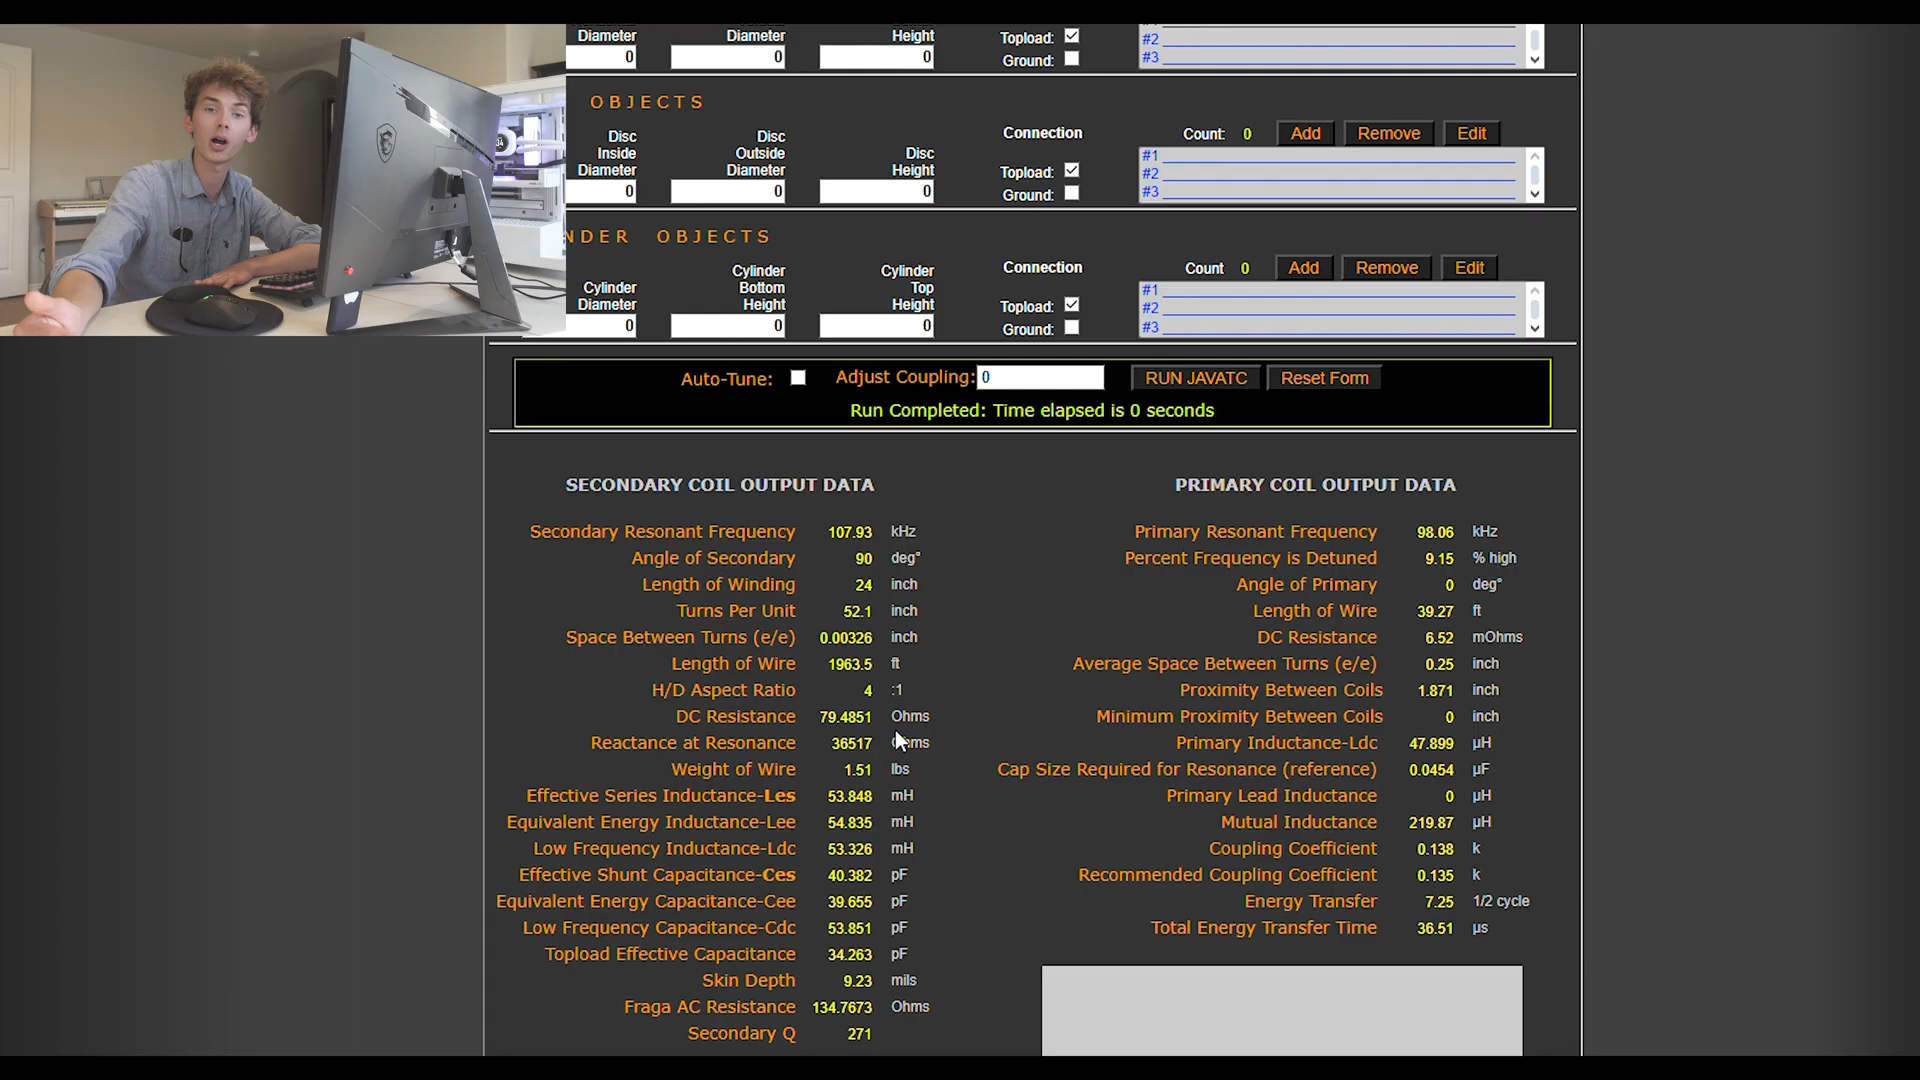 Diameter Diameter Height Topload: #2
0 0 0 Ground: #3
OBJECTS
Disc Inside Diameter Disc Outside Diameter Disc Height Connection Count: 0 Add Remove Edit
Topload: #1
#2
0 0 0 Ground: #3
NDER OBJECTS
Cylinder Diameter Cylinder Bottom Height Cylinder Top Height Connection Count 0 Add Remove Edit
Topload: #1
#2
0 0 0 Ground: #3
Auto-Tune: Adjust Coupling: 0 RUN JAVATC Reset Form
Run Completed: Time elapsed is 0 seconds
SECONDARY COIL OUTPUT DATA
Secondary Resonant Frequency 107.93 kHz
Angle of Secondary 90 deg°
Length of Winding 24 inch
Turns Per Unit 52.1 inch
Space Between Turns (e/e) 0.00326 inch
Length of Wire 1963.5 ft
H/D Aspect Ratio 4 :1
DC Resistance 79.4851 Ohms
Reactance at Resonance 36517 Ohms
Weight of Wire 1.51 lbs
Effective Series Inductance-Les 53.848 mH
Equivalent Energy Inductance-Lee 54.835 mH
Low Frequency Inductance-Ldc 53.326 mH
Effective Shunt Capacitance-Ces 40.382 pF
Equivalent Energy Capacitance-Cee 39.655 pF
Low Frequency Capacitance-Cdc 53.851 pF
Topload Effective Capacitance 34.263 pF
Skin Depth 9.23 mils
Fraga AC Resistance 134.7673 Ohms
Secondary Q 271
PRIMARY COIL OUTPUT DATA
Primary Resonant Frequency 98.06 kHz
Percent Frequency is Detuned 9.15 % high
Angle of Primary 0 deg°
Length of Wire 39.27 ft
DC Resistance 6.52 mOhms
Average Space Between Turns (e/e) 0.25 inch
Proximity Between Coils 1.871 inch
Minimum Proximity Between Coils 0 inch
Primary Inductance-Ldc 47.899 µH
Cap Size Required for Resonance (reference) 0.0454 µF
Primary Lead Inductance 0 µH
Mutual Inductance 219.87 µH
Coupling Coefficient 0.138 k
Recommended Coupling Coefficient 0.135 k
Energy Transfer 7.25 1/2 cycle
Total Energy Transfer Time 36.51 µs